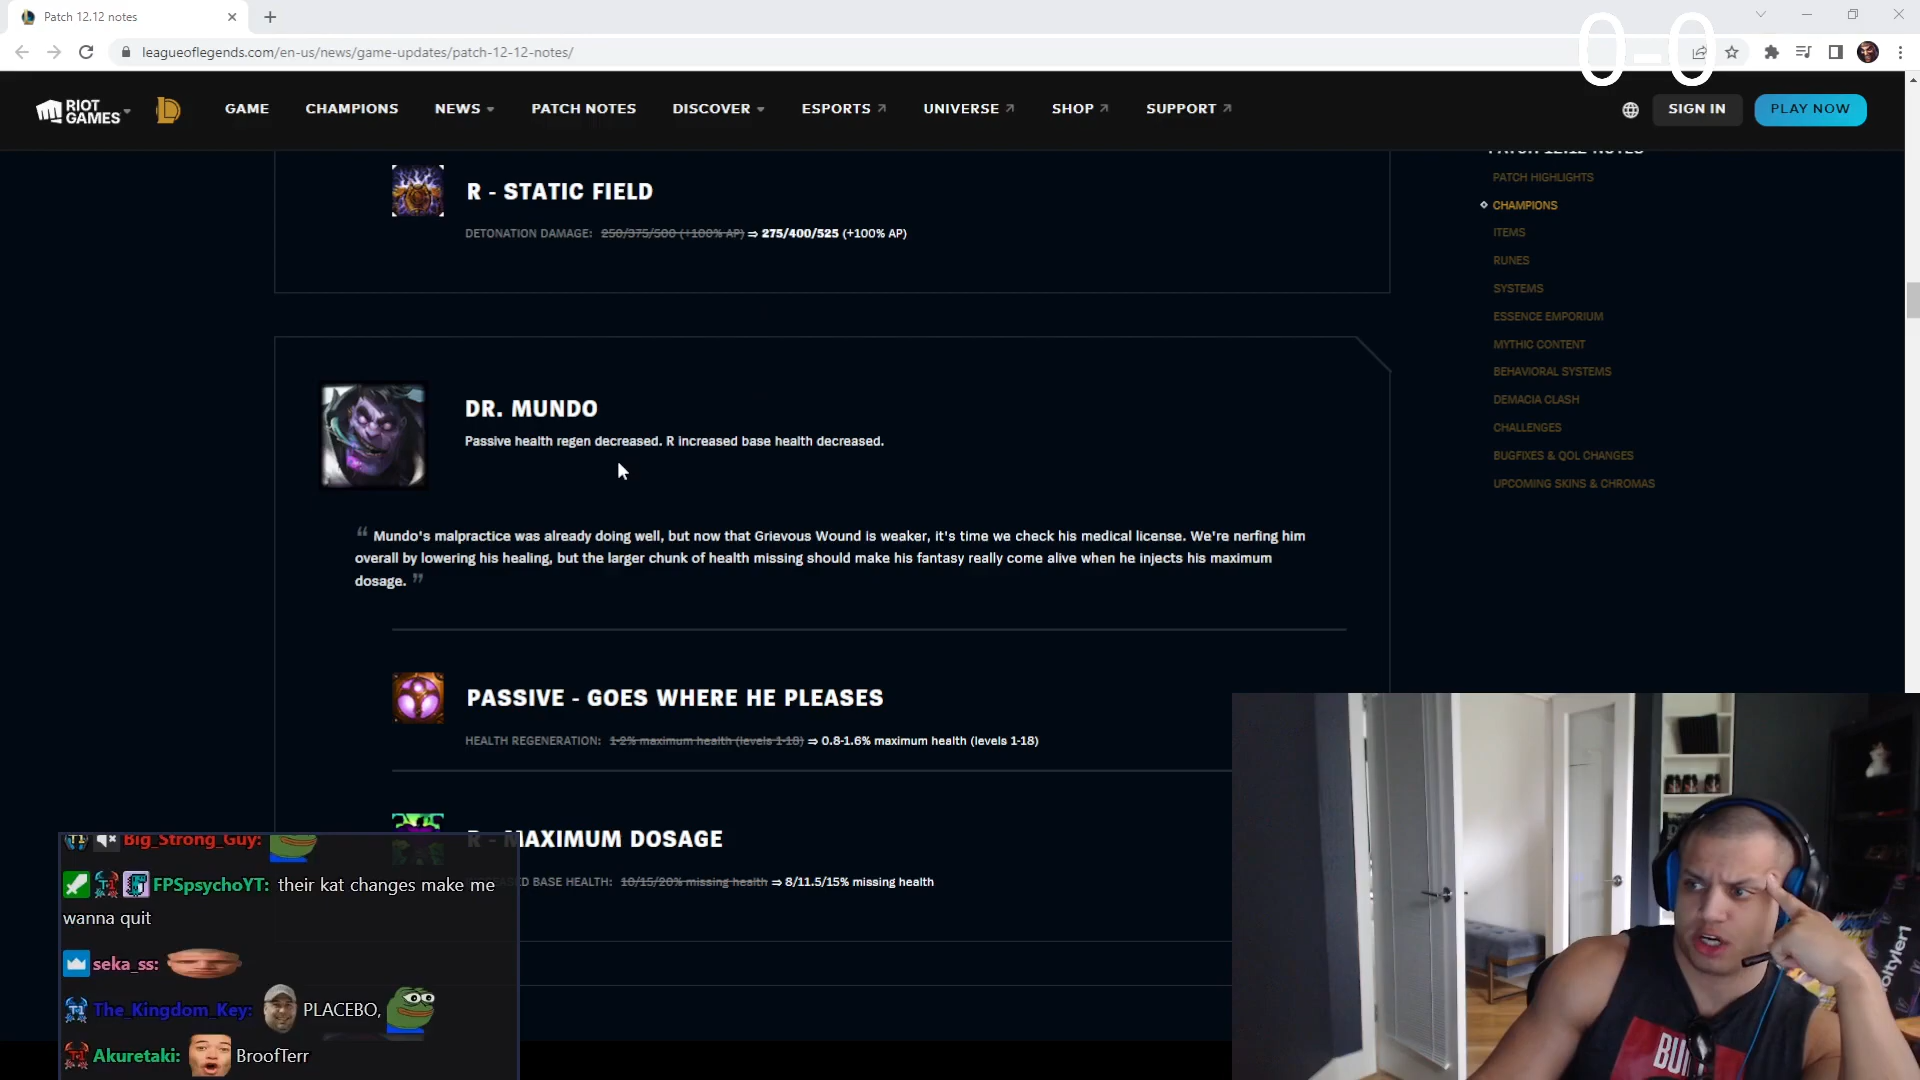 Patch 12.12 notes
leagueoflegends.com/en-us/news/game-updates/patch-12-12-notes/
0-0
RIOT GAMES
GAME
CHAMPIONS
NEWS
PATCH NOTES
DISCOVER
ESPORTS
UNIVERSE
SHOP
SUPPORT
SIGN IN
PLAY NOW
PATCH 12.12 NOTES
PATCH HIGHLIGHTS
CHAMPIONS
ITEMS
RUNES
SYSTEMS
ESSENCE EMPORIUM
MYTHIC CONTENT
BEHAVIORAL SYSTEMS
DEMACIA CLASH
CHALLENGES
BUGFIXES & QOL CHANGES
UPCOMING SKINS & CHROMAS
R - STATIC FIELD
DETONATION DAMAGE: 250/375/500 (+100% AP) ⇒ 275/400/525 (+100% AP)
DR. MUNDO
Passive health regen decreased. R increased base health decreased.
“ Mundo's malpractice was already doing well, but now that Grievous Wound is weaker, it's time we check his medical license. We're nerfing him
overall by lowering his healing, but the larger chunk of health missing should make his fantasy really come alive when he injects his maximum
dosage. ”
PASSIVE - GOES WHERE HE PLEASES
HEALTH REGENERATION: 1-2% maximum health (levels 1-18) ⇒ 0.8-1.6% maximum health (levels 1-18)
R - MAXIMUM DOSAGE
BASE HEALTH: 10/15/20% missing health ⇒ 8/11.5/15% missing health
Big_Strong_Guy:
FPSpsychoYT: their kat changes make me
wanna quit
seka_ss:
The_Kingdom_Key: PLACEBO,
Akuretaki: BroofTerr
loltyler1